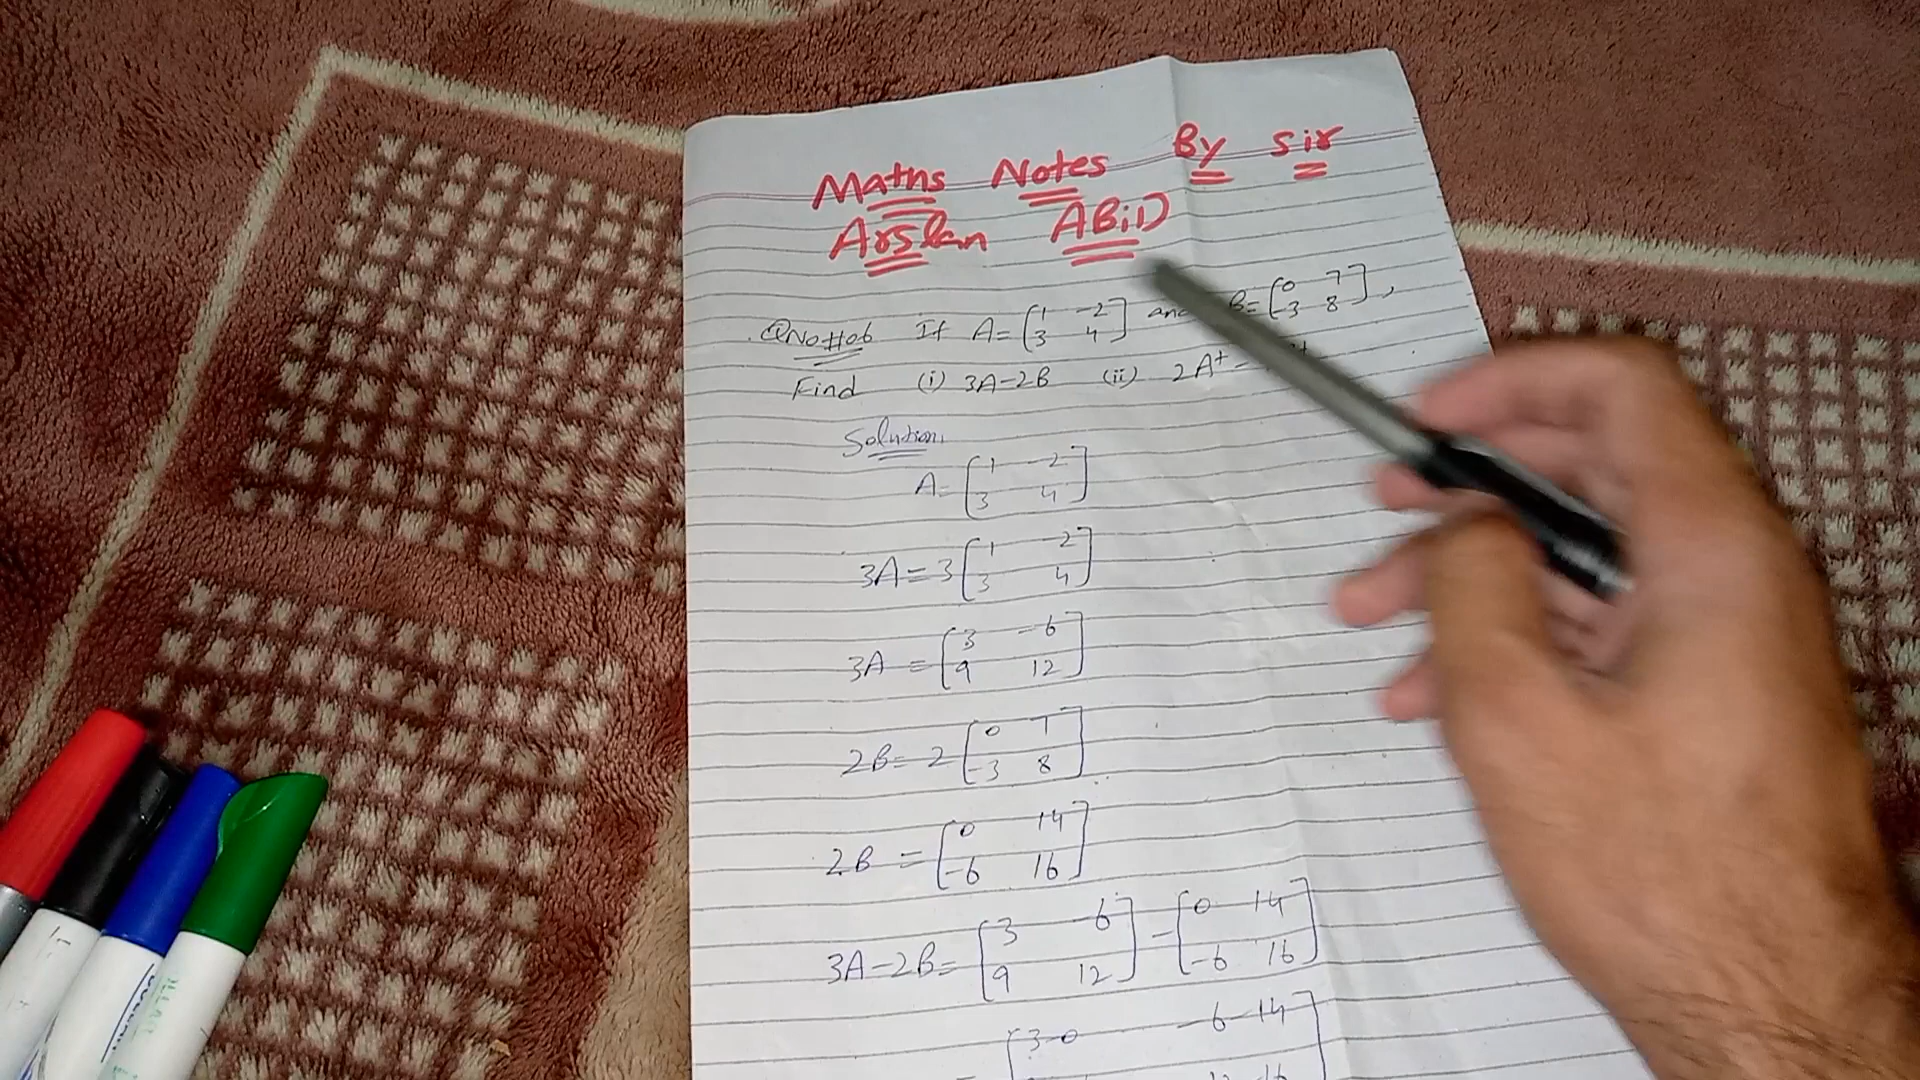 Maths Notes By Sir
Arslan ABiD
QNo#06 If A= [1 -2 3 4] and B= [0 7 -3 8],
Find (i) 3A-2B (ii) 2Aᵗ -
Solution
A= [1 -2
3 4]
3A=3 [1 -2
3 4]
3A = [3 -6
9 12]
2B=2 [0 7
-3 8]
2B = [0 14
-6 16]
3A-2B= [3 -6 9 12] - [0 14 -6 16]
[3-0 -6-14
=